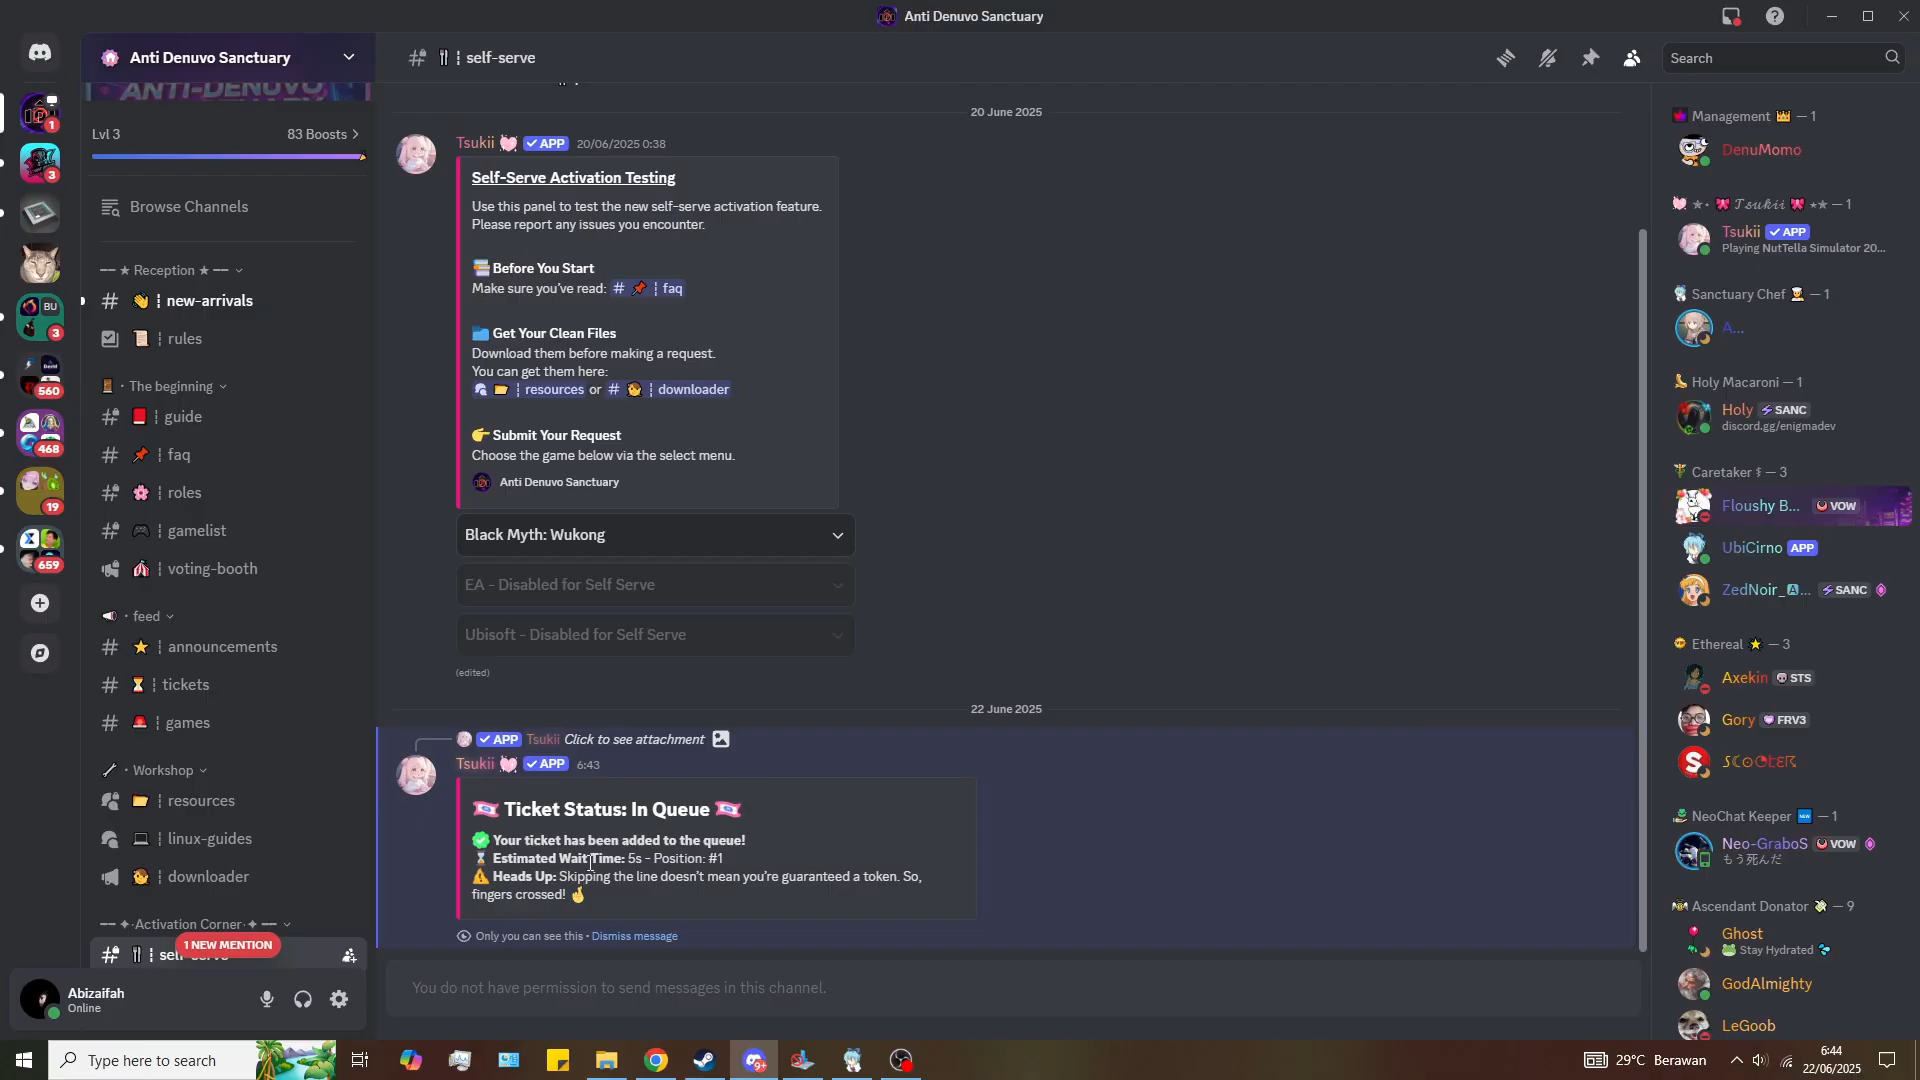 Anti Denuvo Sanctuary
Anti Denuvo Sanctuary
ANTI-DENUVO
Lvl 3
83 Boosts
Browse Channels
Reception
new-arrivals
rules
The beginning
guide
faq
roles
gamelist
voting-booth
feed
announcements
tickets
games
Workshop
resources
linux-guides
downloader
Activation Corner
1 NEW MENTION
self-serve
Abizaifah
Online
1
3
BU
3
560
468
19
659
¦ self-serve
Search
20 June 2025
Tsukii APP 20/06/2025 0:38
Self-Serve Activation Testing
Use this panel to test the new self-serve activation feature.
Please report any issues you encounter.
Before You Start
Make sure you've read: # ¦ faq
Get Your Clean Files
Download them before making a request.
You can get them here:
¦ resources or # ¦ downloader
Submit Your Request
Choose the game below via the select menu.
Anti Denuvo Sanctuary
Black Myth: Wukong
EA - Disabled for Self Serve
Ubisoft - Disabled for Self Serve
(edited)
22 June 2025
APP Tsukii Click to see attachment
Tsukii APP 6:43
Ticket Status: In Queue
Your ticket has been added to the queue!
Estimated Wait Time: 5s - Position: #1
Heads Up: Skipping the line doesn't mean you're guaranteed a token. So,
fingers crossed!
Only you can see this • Dismiss message
You do not have permission to send messages in this channel.
Management — 1
DenuMomo
Tsukii — 1
Tsukii APP
Playing NutTella Simulator 20...
Sanctuary Chef — 1
A...
Holy Macaroni — 1
Holy SANC
discord.gg/enigmadev
Caretaker — 3
Floushy B... VOW
UbiCirno APP
ZedNoir_A... SANC
Ethereal — 3
Axekin STS
Gory FRV3
NeoChat Keeper — 1
Neo-GraboS VOW
もう死んだ
Ascendant Donator — 9
Ghost
Stay Hydrated
GodAlmighty
LeGoob
Type here to search
29°C Berawan
6:44
22/06/2025